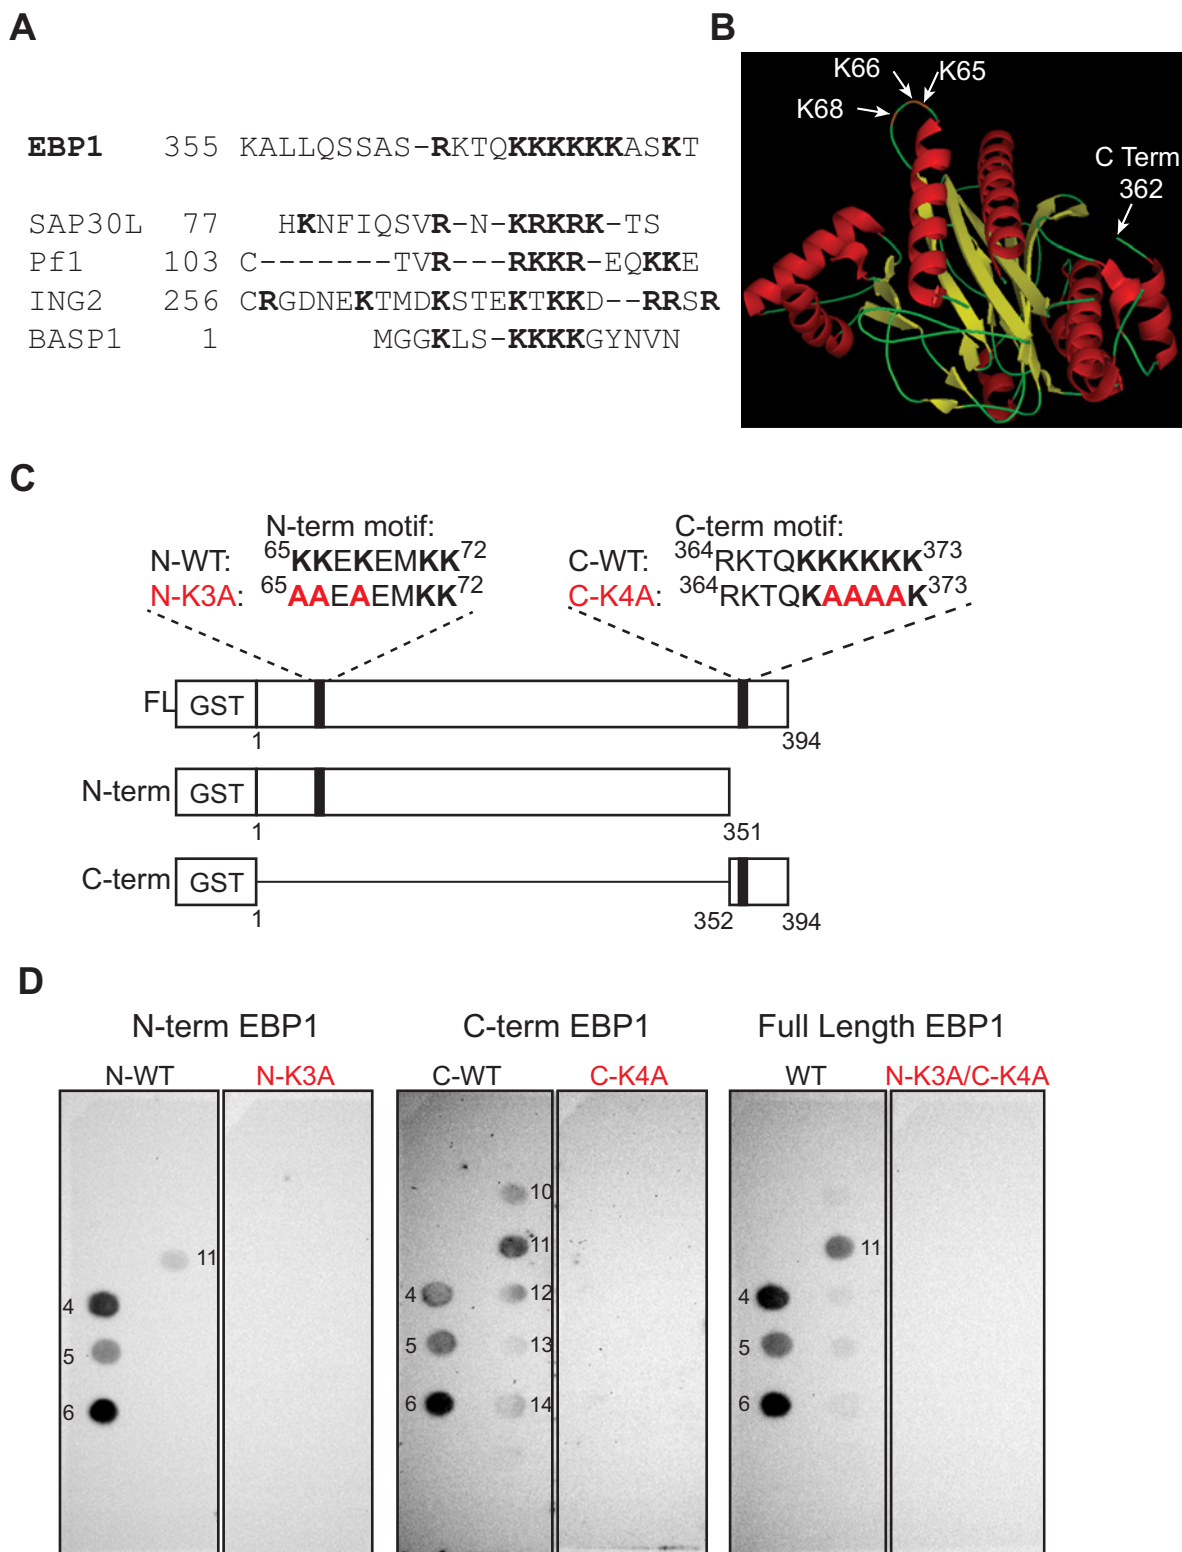 A
EBP1 355 KALLQSSAS-RKTQKKKKKKASKT
SAP30L 77 HKNFIQSVR-N-KRKRK-TS
Pf1 103 C-------TVR---RKKR-EQKKE
ING2 256 CRGDNEKTMDKSTEKTKKD--RRSR
BASP1 1 MGGKLS-KKKKGYNVN
B
K66
K65
K68
C Term
362
C
N-term motif:
N-WT: 65KKEKEMKK72
N-K3A: 65AAEAEMKK72
C-term motif:
C-WT: 364RKTQKKKKKK373
C-K4A: 364RKTQKAAAAK373
FL GST
1 394
N-term GST
1 351
C-term GST
1 352 394
D
N-term EBP1 C-term EBP1 Full Length EBP1
N-WT N-K3A C-WT C-K4A WT N-K3A/C-K4A
11
4
5
6
10
11
4 12
5 13
6 14
11
4
5
6